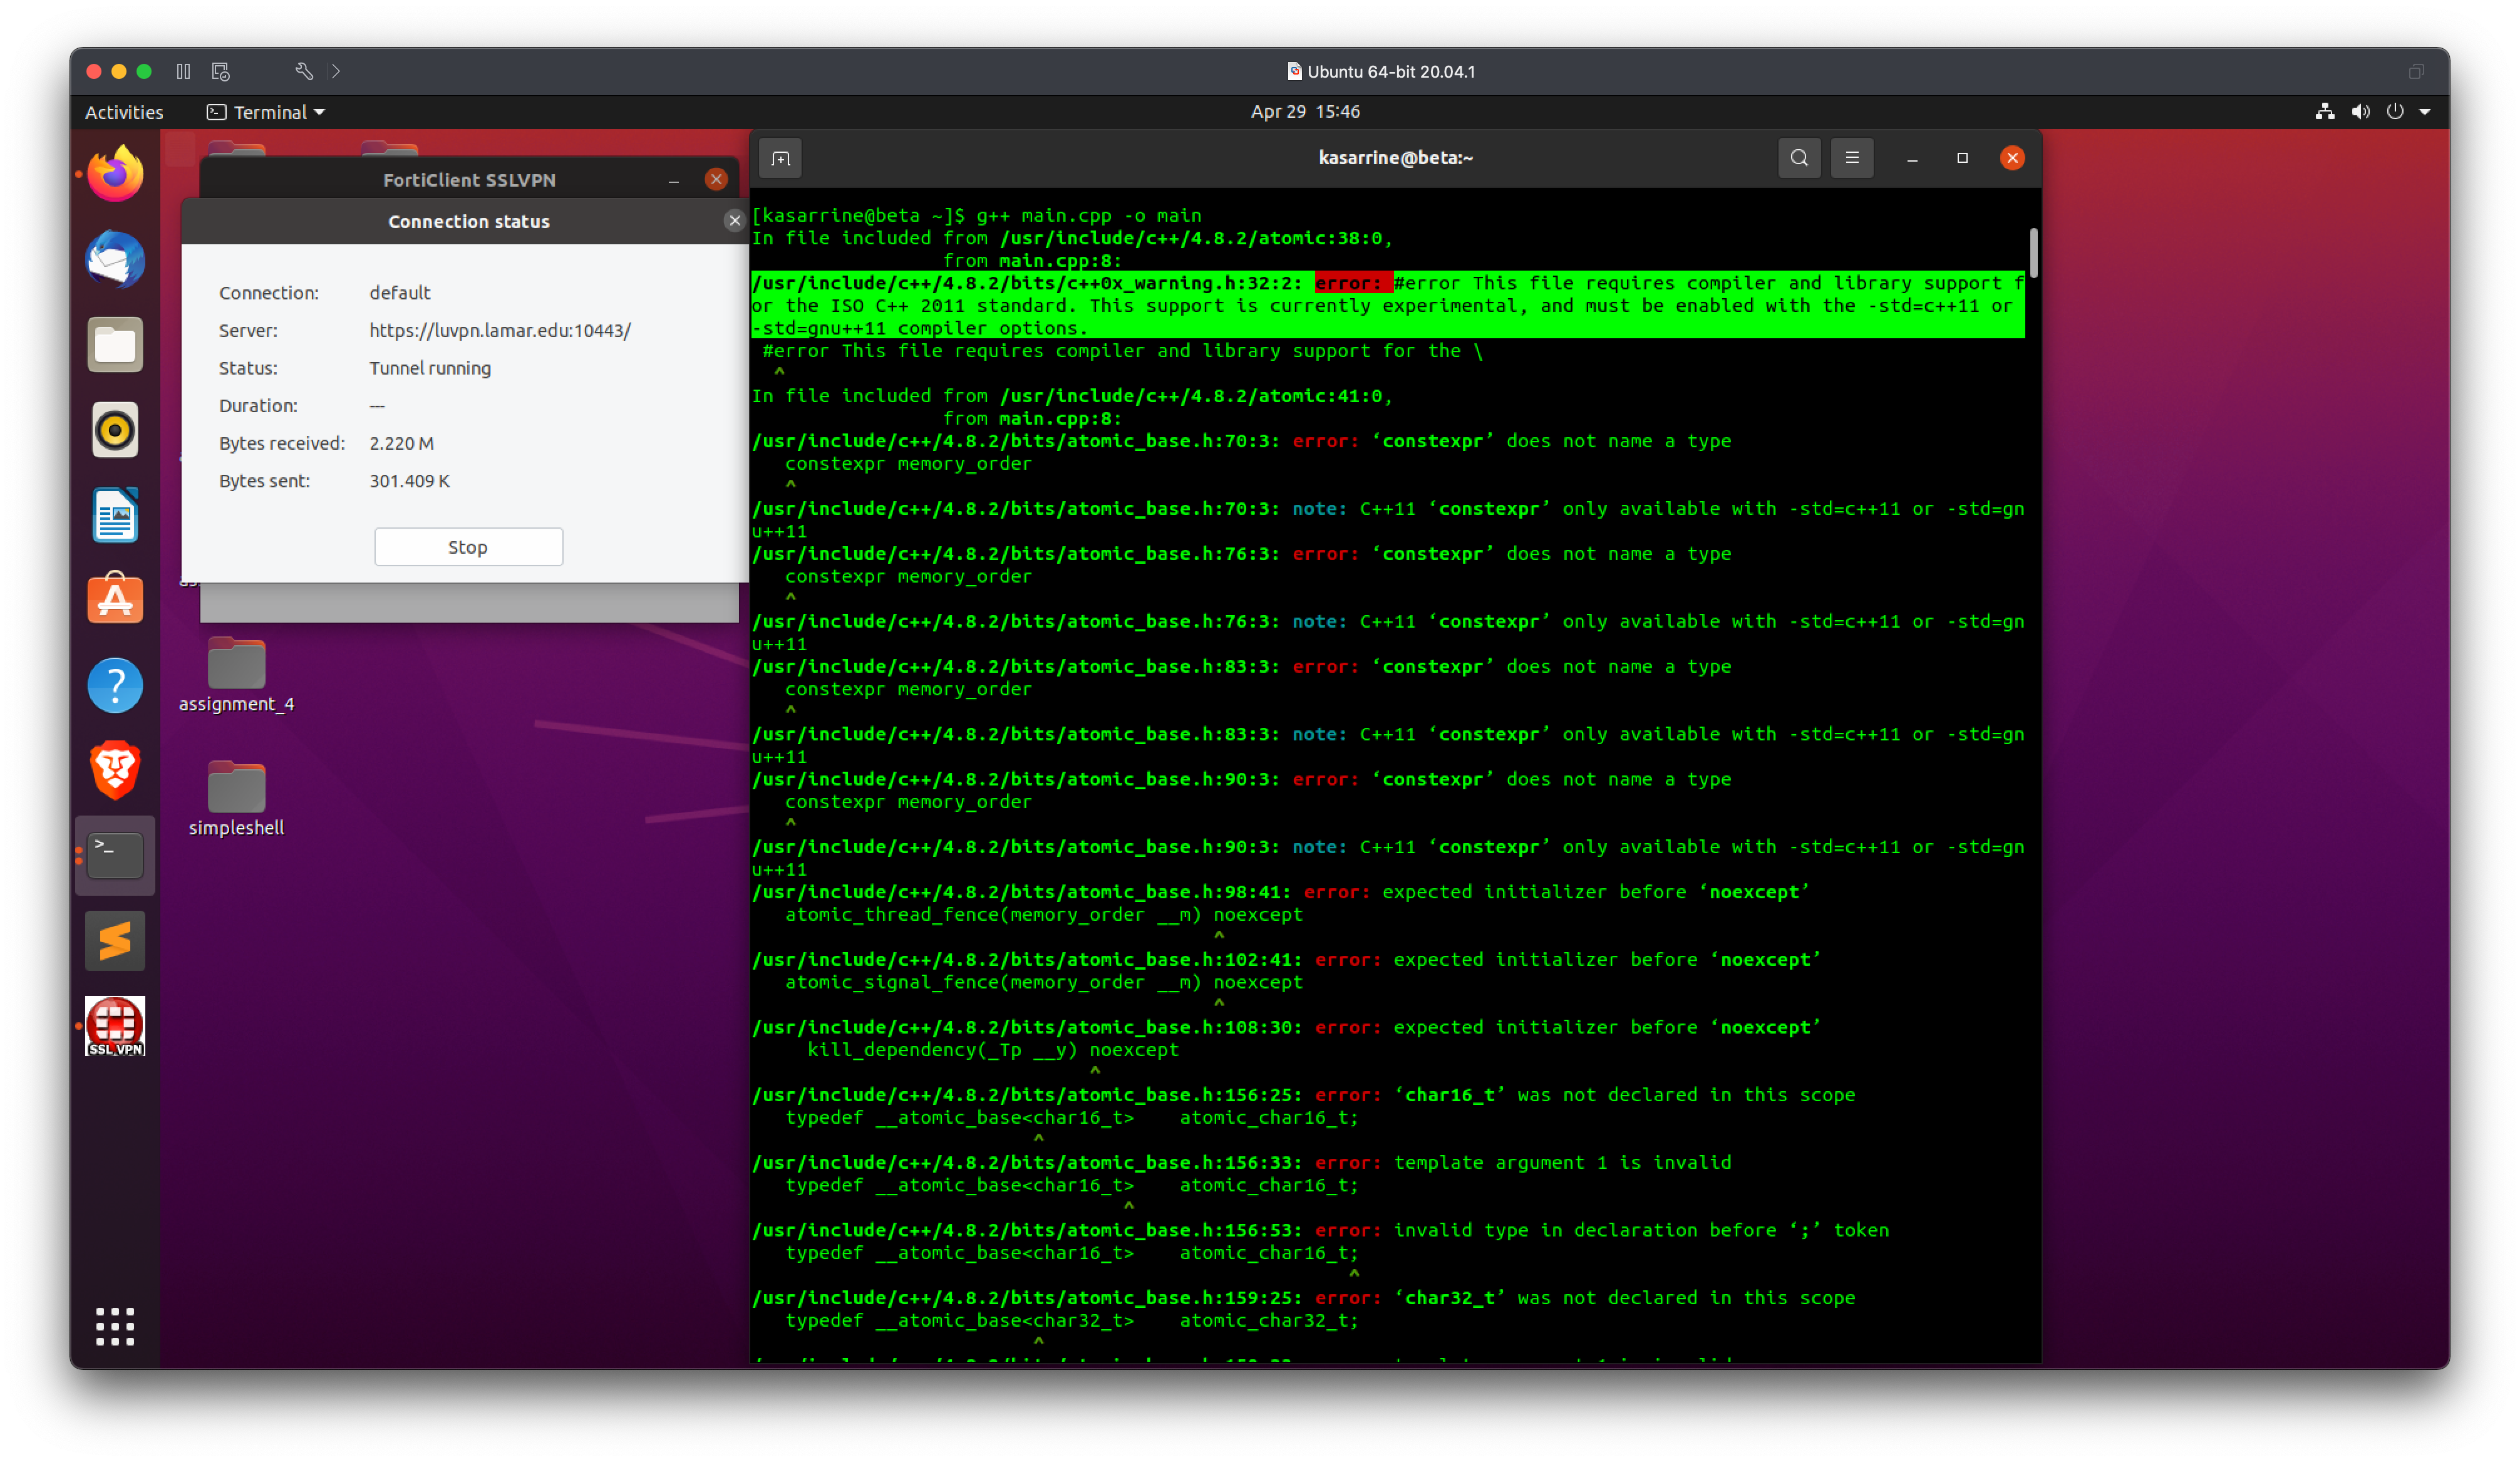 Ubuntu 64-bit 20.04.1
Activities
Terminal
Apr 29 15:46
FortiClient SSLVPN
Connection status
Connection: default
Server: https://luvpn.lamar.edu:10443/
Status: Tunnel running
Duration: ---
Bytes received: 2.220 M
Bytes sent: 301.409 K
Stop
assignment_4
simpleshell
SSL VPN
kasarrine@beta:~
[kasarrine@beta ~]$ g++ main.cpp -o main
In file included from /usr/include/c++/4.8.2/atomic:38:0,
                 from main.cpp:8:
/usr/include/c++/4.8.2/bits/c++0x_warning.h:32:2: error: #error This file requires compiler and library support f
or the ISO C++ 2011 standard. This support is currently experimental, and must be enabled with the -std=c++11 or
-std=gnu++11 compiler options.
 #error This file requires compiler and library support for the \
  ^
In file included from /usr/include/c++/4.8.2/atomic:41:0,
                 from main.cpp:8:
/usr/include/c++/4.8.2/bits/atomic_base.h:70:3: error: ‘constexpr’ does not name a type
   constexpr memory_order
   ^
/usr/include/c++/4.8.2/bits/atomic_base.h:70:3: note: C++11 ‘constexpr’ only available with -std=c++11 or -std=gn
u++11
/usr/include/c++/4.8.2/bits/atomic_base.h:76:3: error: ‘constexpr’ does not name a type
   constexpr memory_order
   ^
/usr/include/c++/4.8.2/bits/atomic_base.h:76:3: note: C++11 ‘constexpr’ only available with -std=c++11 or -std=gn
u++11
/usr/include/c++/4.8.2/bits/atomic_base.h:83:3: error: ‘constexpr’ does not name a type
   constexpr memory_order
   ^
/usr/include/c++/4.8.2/bits/atomic_base.h:83:3: note: C++11 ‘constexpr’ only available with -std=c++11 or -std=gn
u++11
/usr/include/c++/4.8.2/bits/atomic_base.h:90:3: error: ‘constexpr’ does not name a type
   constexpr memory_order
   ^
/usr/include/c++/4.8.2/bits/atomic_base.h:90:3: note: C++11 ‘constexpr’ only available with -std=c++11 or -std=gn
u++11
/usr/include/c++/4.8.2/bits/atomic_base.h:98:41: error: expected initializer before ‘noexcept’
   atomic_thread_fence(memory_order __m) noexcept
                                         ^
/usr/include/c++/4.8.2/bits/atomic_base.h:102:41: error: expected initializer before ‘noexcept’
   atomic_signal_fence(memory_order __m) noexcept
                                         ^
/usr/include/c++/4.8.2/bits/atomic_base.h:108:30: error: expected initializer before ‘noexcept’
     kill_dependency(_Tp __y) noexcept
                              ^
/usr/include/c++/4.8.2/bits/atomic_base.h:156:25: error: ‘char16_t’ was not declared in this scope
   typedef __atomic_base<char16_t>    atomic_char16_t;
                         ^
/usr/include/c++/4.8.2/bits/atomic_base.h:156:33: error: template argument 1 is invalid
   typedef __atomic_base<char16_t>    atomic_char16_t;
                                 ^
/usr/include/c++/4.8.2/bits/atomic_base.h:156:53: error: invalid type in declaration before ‘;’ token
   typedef __atomic_base<char16_t>    atomic_char16_t;
                                                     ^
/usr/include/c++/4.8.2/bits/atomic_base.h:159:25: error: ‘char32_t’ was not declared in this scope
   typedef __atomic_base<char32_t>    atomic_char32_t;
                         ^